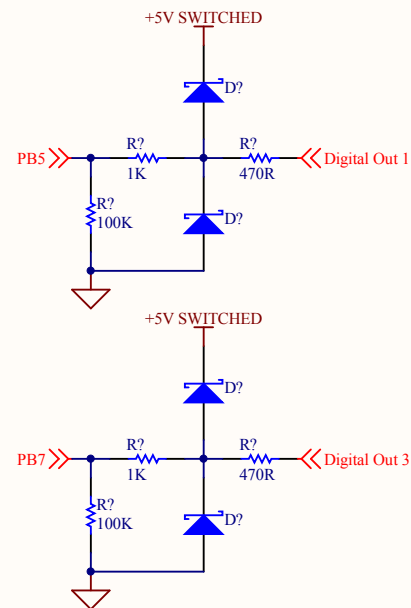 +5V SWITCHED
D?
R?
R?
PB5
Digital Out 1
1K
470R
R?
100K
D?
+5V SWITCHED
D?
R?
R?
PB7
Digital Out 3
1K
470R
R?
100K
D?